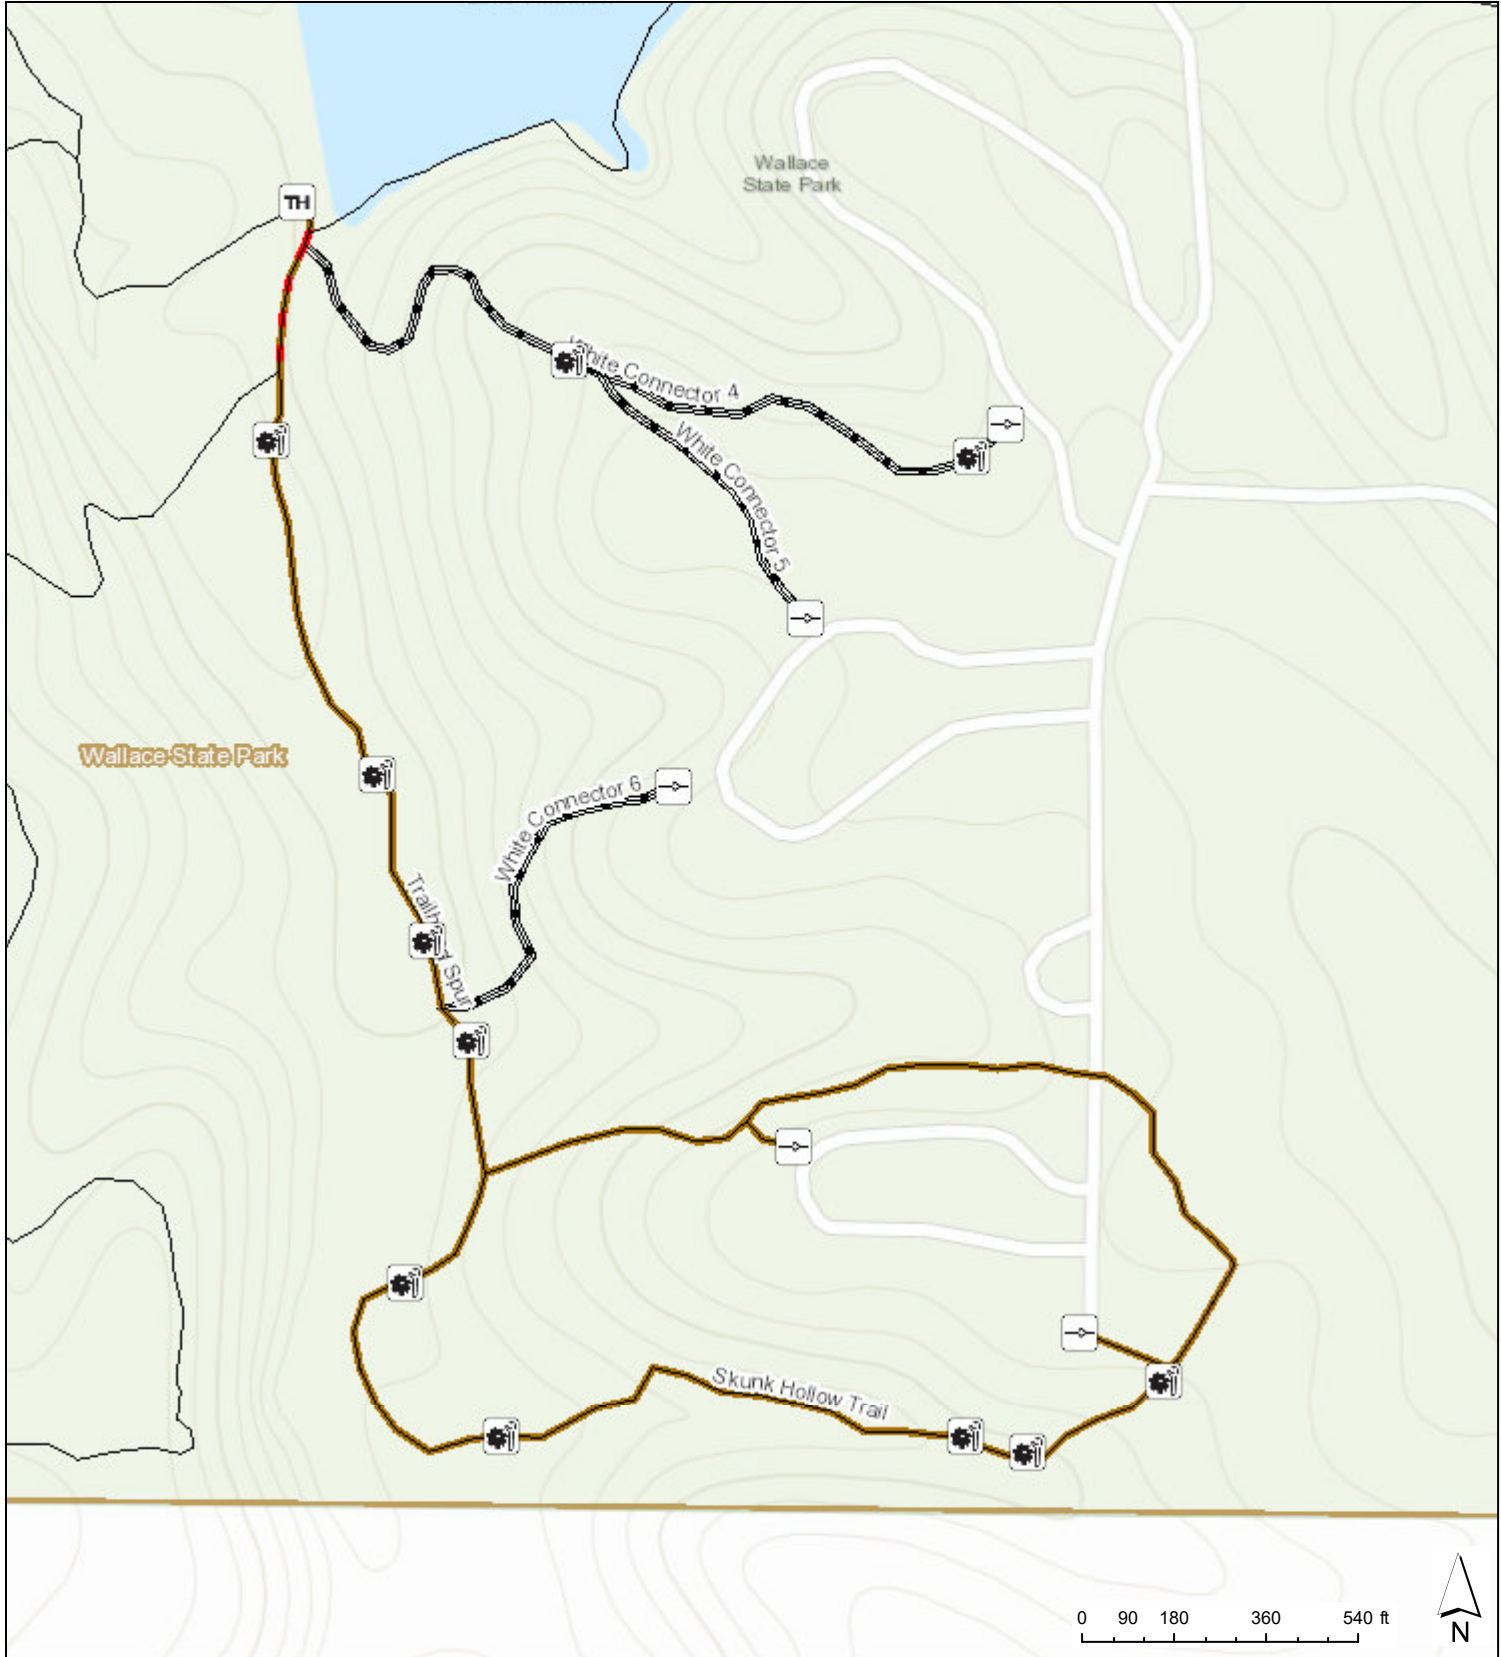 TH
Wallace
State Park
White Connector 4
White Connector 5
Wallace State Park
White Connector 6
Spur
Skunk Hollow Trail
0 90 180 360 540 ft
N